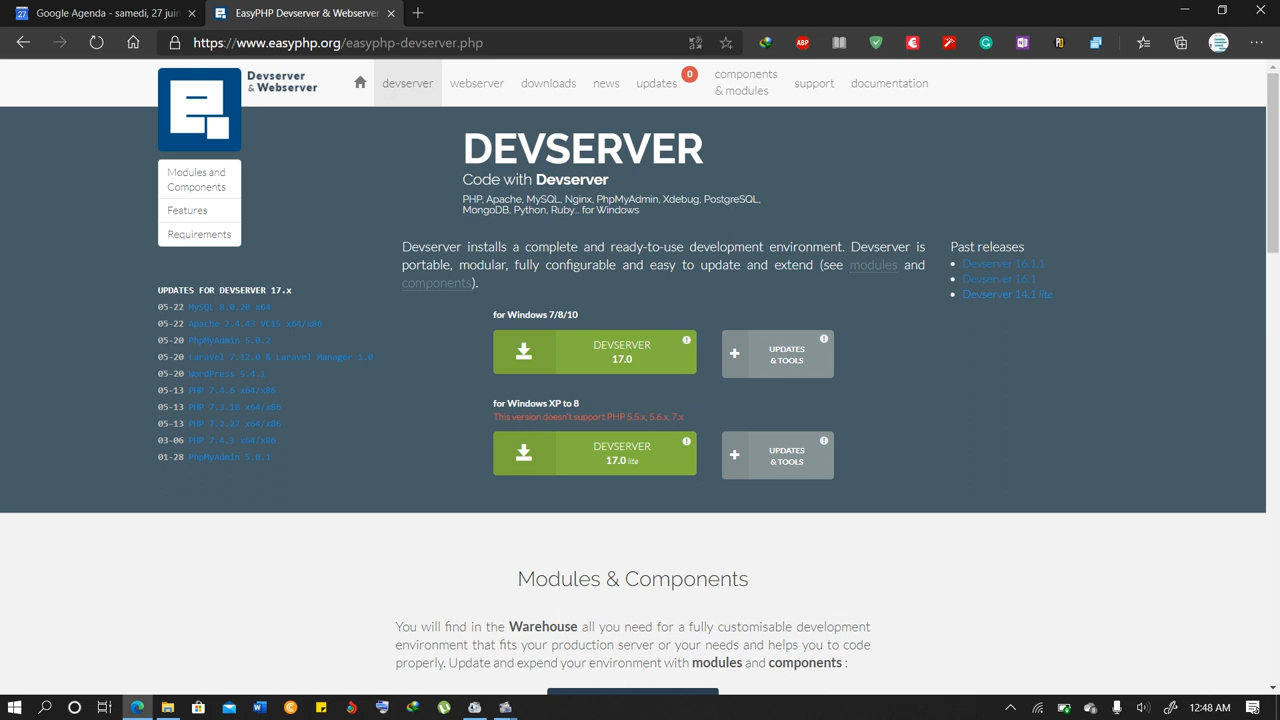 27 Google Agenda - samedi, 27 juin
EasyPHP Devserver & Webserver
https://www.easyphp.org/easyphp-devserver.php
ABP
Devserver
& Webserver
devserver
webserver
downloads
news
updates
0
components
& modules
support
documentation
Modules and
Components
Features
Requirements
DEVSERVER
Code with Devserver
PHP, Apache, MySQL, Nginx, PhpMyAdmin, Xdebug, PostgreSQL,
MongoDB, Python, Ruby... for Windows
Devserver installs a complete and ready-to-use development environment. Devserver is
portable, modular, fully configurable and easy to update and extend (see modules and
components).
Past releases
Devserver 16.1.1
Devserver 16.1
Devserver 14.1 lite
UPDATES FOR DEVSERVER 17.x
05-22 MySQL 8.0.20 x64
05-22 Apache 2.4.43 VC15 x64/x86
05-20 PhpMyAdmin 5.0.2
05-20 Laravel 7.12.0 & Laravel Manager 1.0
05-20 WordPress 5.4.1
05-13 PHP 7.4.6 x64/x86
05-13 PHP 7.3.18 x64/x86
05-13 PHP 7.2.27 x64/x86
03-06 PHP 7.4.3 x64/x86
01-28 PhpMyAdmin 5.0.1
for Windows 7/8/10
DEVSERVER
17.0
UPDATES
& TOOLS
for Windows XP to 8
This version doesn't support PHP 5.5.x, 5.6.x, 7.x
DEVSERVER
17.0 lite
UPDATES
& TOOLS
Modules & Components
You will find in the Warehouse all you need for a fully customisable development
environment that fits your production server or your needs and helps you to code
properly. Update and expend your environment with modules and components :
12:48 AM